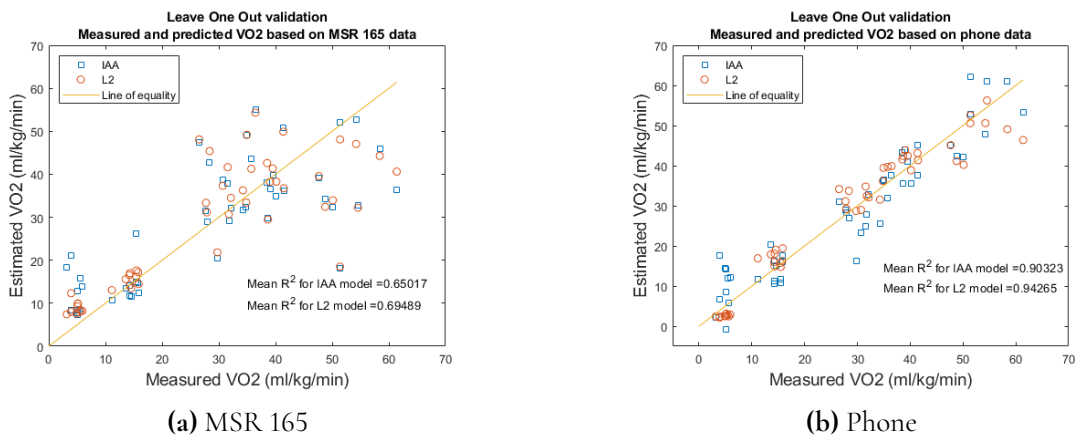 Leave One Out validation
Measured and predicted VO2 based on MSR 165 data
70
60
50
40
30
20
10
0
Estimated VO2 (ml/kg/min)
IAA
L2
Line of equality
Mean R² for IAA model =0.65017
Mean R² for L2 model =0.69489
0 10 20 30 40 50 60 70
Measured VO2 (ml/kg/min)
(a) MSR 165
Leave One Out validation
Measured and predicted VO2 based on phone data
70
60
50
40
30
20
10
0
Estimated VO2 (ml/kg/min)
IAA
L2
Line of equality
Mean R² for IAA model =0.90323
Mean R² for L2 model =0.94265
0 10 20 30 40 50 60 70
Measured VO2 (ml/kg/min)
(b) Phone